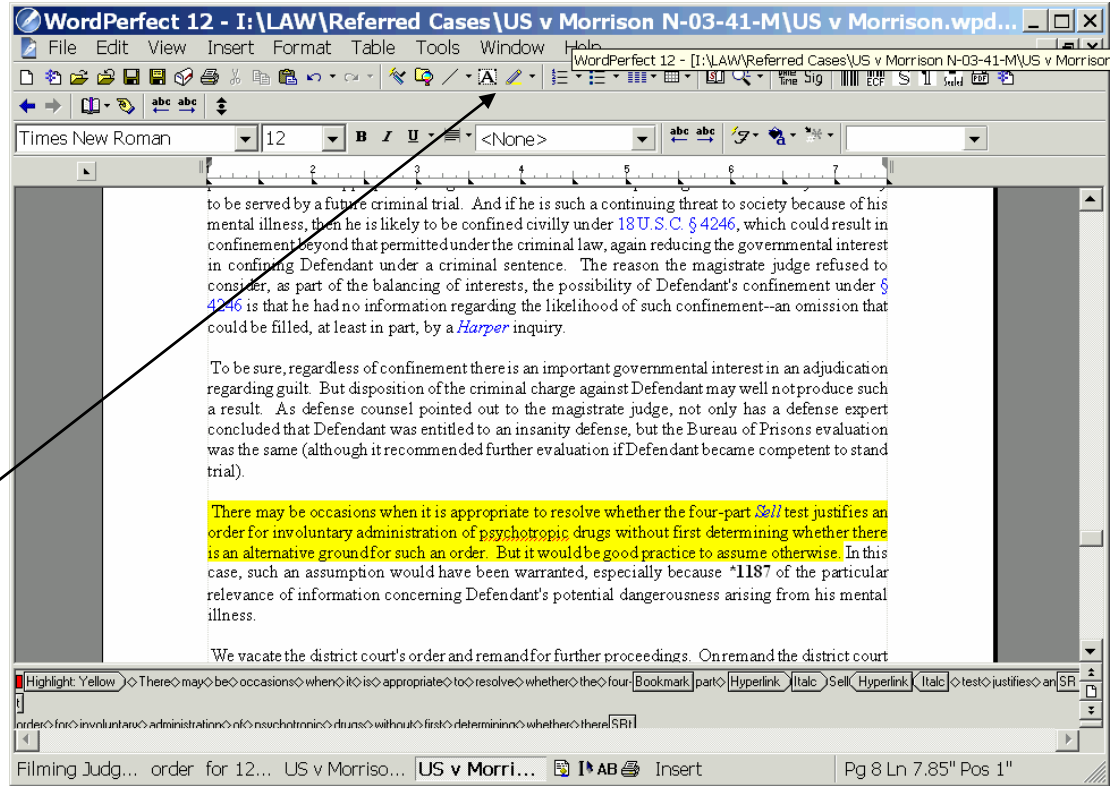 WordPerfect 12 - I:\LAW\Referred Cases\US v Morrison N-03-41-M\US v Morrison.wpd...
File Edit View Insert Format Table Tools Window Help
WordPerfect 12 - [I:\LAW\Referred Cases\US v Morrison N-03-41-M\US v Morrison
Sig ECF S 1
abc abc
Times New Roman 12 B I U <None> abc abc
2 3 4 5 6 7
to be served by a future criminal trial. And if he is such a continuing threat to society because of his
mental illness, then he is likely to be confined civilly under 18 U.S.C. § 4246, which could result in
confinement beyond that permitted under the criminal law, again reducing the governmental interest
in confining Defendant under a criminal sentence. The reason the magistrate judge refused to
consider, as part of the balancing of interests, the possibility of Defendant's confinement under §
4246 is that he had no information regarding the likelihood of such confinement--an omission that
could be filled, at least in part, by a Harper inquiry.
To be sure, regardless of confinement there is an important governmental interest in an adjudication
regarding guilt. But disposition of the criminal charge against Defendant may well not produce such
a result. As defense counsel pointed out to the magistrate judge, not only has a defense expert
concluded that Defendant was entitled to an insanity defense, but the Bureau of Prisons evaluation
was the same (although it recommended further evaluation if Defendant became competent to stand
trial).
There may be occasions when it is appropriate to resolve whether the four-part Sell test justifies an
order for involuntary administration of psychotropic drugs without first determining whether there
is an alternative ground for such an order. But it would be good practice to assume otherwise. In this
case, such an assumption would have been warranted, especially because *1187 of the particular
relevance of information concerning Defendant's potential dangerousness arising from his mental
illness.
We vacate the district court's order and remand for further proceedings. On remand the district court
Highlight: Yellow ◇There◇may◇be◇occasions◇when◇it◇is◇appropriate◇to◇resolve◇whether◇the◇four-Bookmark part◇Hyperlink Italc Sell Hyperlink Italc ◇test◇justifies◇an SR
t
order◇for◇involuntary◇administration◇of◇psychotropic◇drugs◇without◇first◇determining◇whether◇there SRt
Filming Judg... order for 12... US v Morriso... US v Morri... AB Insert Pg 8 Ln 7.85" Pos 1"